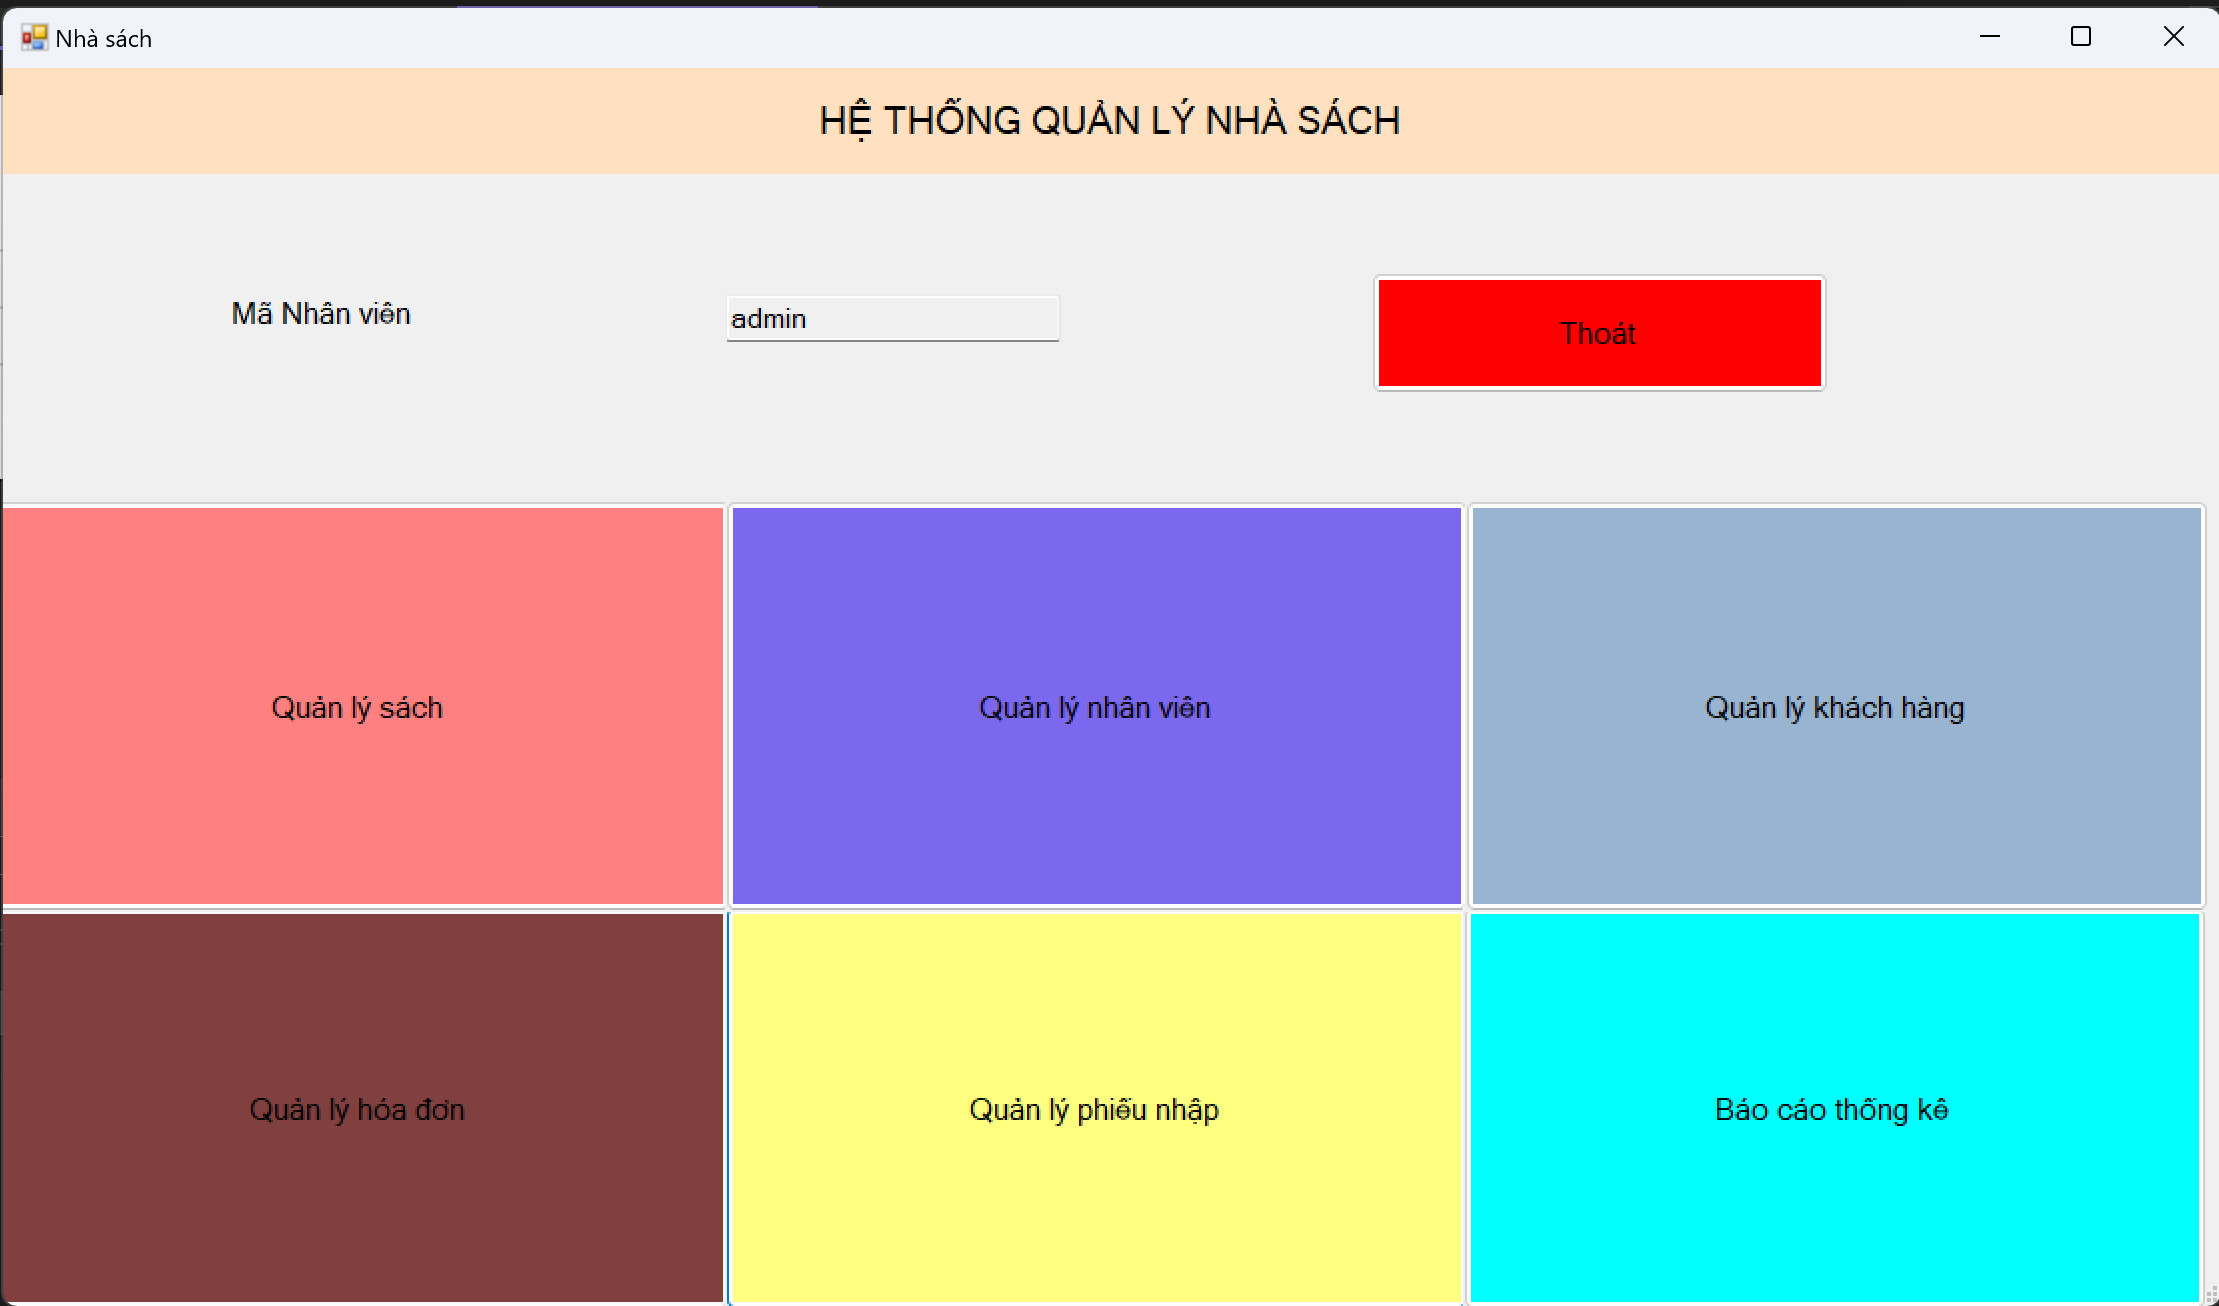 Nhà sách
HỆ THỐNG QUẢN LÝ NHÀ SÁCH
Mã Nhân viên
admin
Thoát
Quản lý sách
Quản lý nhân viên
Quản lý khách hàng
Quản lý hóa đơn
Quản lý phiếu nhập
Báo cáo thống kê